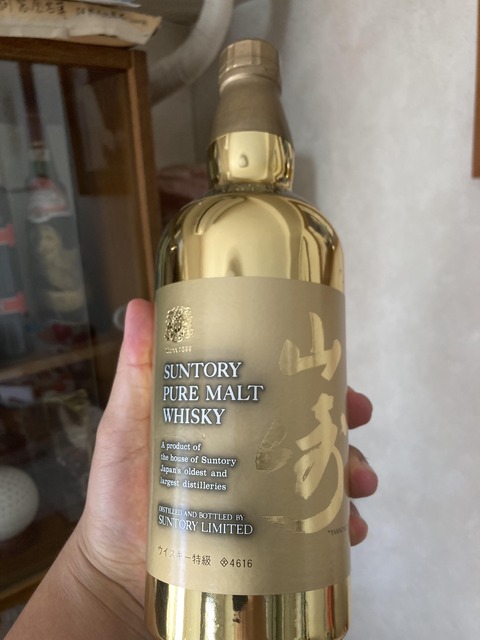 SUNTORY
PURE MALT
WHISKY
山崎
A product of
the house of Suntory
Japan's oldest and
largest distilleries
DISTILLED AND BOTTLED BY
SUNTORY LIMITED
ウイスキー特級 4616